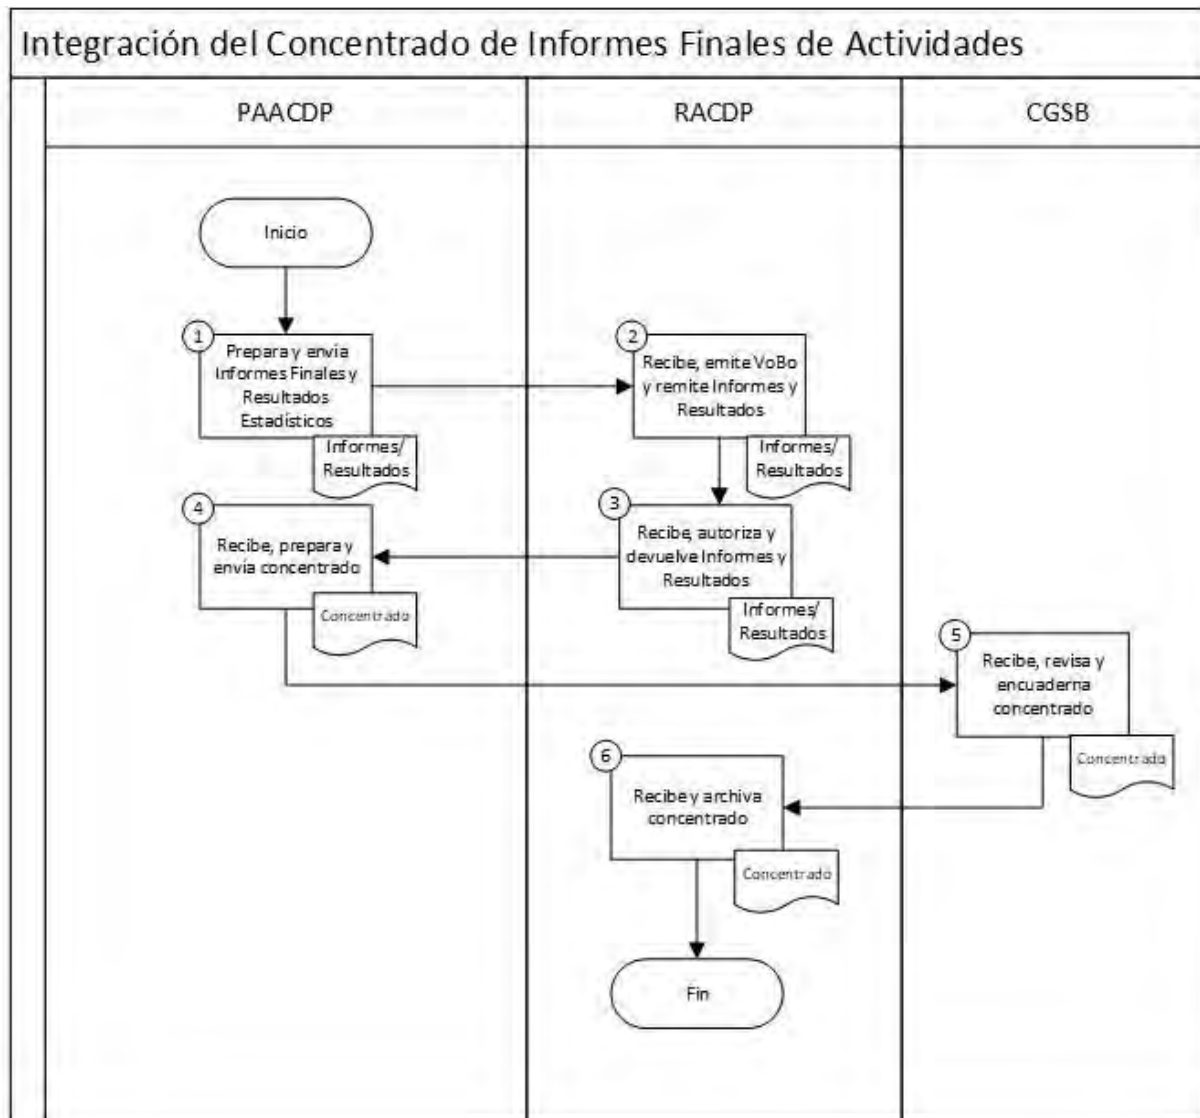 Integración del Concentrado de Informes Finales de Actividades
PAACDP
RACDP
CGSB
Inicio
1
Prepara y envía
Informes Finales y
Resultados
Estadísticos
Informes/
Resultados
2
Recibe, emite VoBo
y remite Informes y
Resultados
Informes/
Resultados
3
Recibe, autoriza y
devuelve Informes y
Resultados
Informes/
Resultados
4
Recibe, prepara y
envía concentrado
Concentrado
5
Recibe, revisa y
encuaderna
concentrado
Concentrado
6
Recibe y archiva
concentrado
Concentrado
Fin